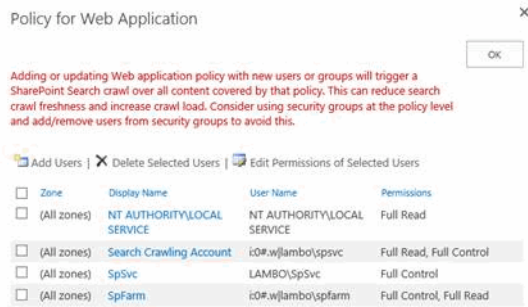 Policy for Web Application
×
OK
Adding or updating Web application policy with new users or groups will trigger a
SharePoint Search crawl over all content covered by that policy. This can reduce search
crawl freshness and increase crawl load. Consider using security groups at the policy level
and add/remove users from security groups to avoid this.
Add Users | Delete Selected Users | Edit Permissions of Selected Users
Zone Display Name User Name Permissions
(All zones) NT AUTHORITY\LOCAL NT AUTHORITY\LOCAL Full Read
SERVICE SERVICE
(All zones) Search Crawling Account i:0#.w|lambo\spsvc Full Read, Full Control
(All zones) SpSvc LAMBO\SpSvc Full Control
(All zones) SpFarm i:0#.w|lambo\spfarm Full Control, Full Read